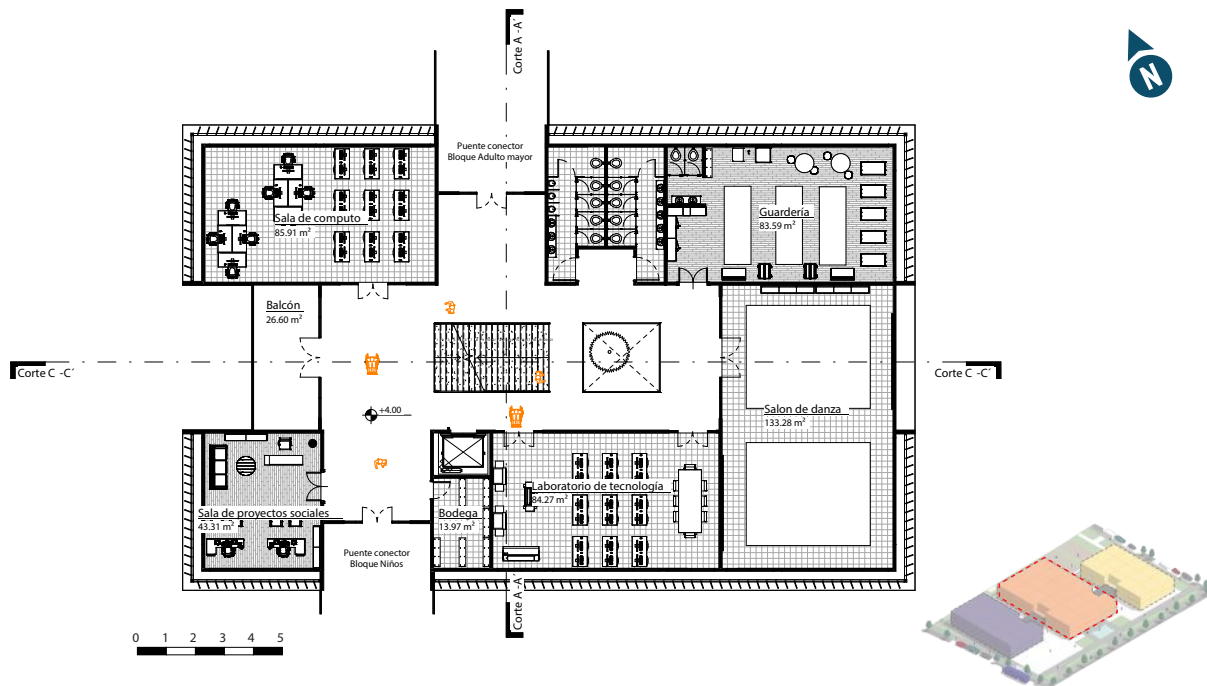 Corte A -A´
N
Puente conector
Bloque Adulto mayor
Sala de computo
85.91 m²
Guardería
83.59 m²
Balcón
26.60 m²
Corte C -C´
Corte C -C´
+4.00
Salon de danza
133.28 m²
Laboratorio de tecnología
84.27 m²
Sala de proyectos sociales
43.31 m²
Bodega
13.97 m²
Puente conector
Bloque Niños
Corte A -A´
0 1 2 3 4 5